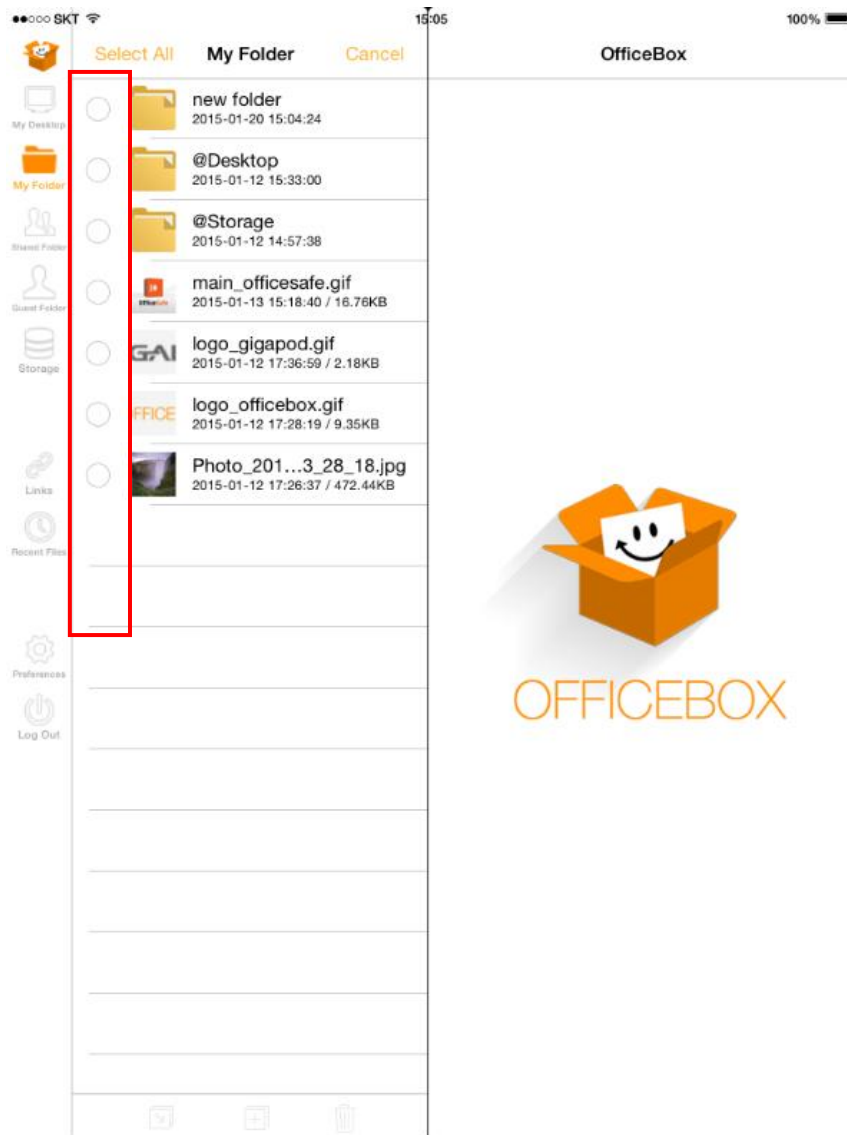 SKT 15:05 100%
Select All My Folder Cancel OfficeBox
My Desktop
My Folder
Shared Folder
Guest Folder
Storage
Links
Recent Files
Preferences
Log Out
new folder
2015-01-20 15:04:24
@Desktop
2015-01-12 15:33:00
@Storage
2015-01-12 14:57:38
main_officesafe.gif
2015-01-13 15:18:40 / 16.76KB
GAI
logo_gigapod.gif
2015-01-12 17:36:59 / 2.18KB
FFICE
logo_officebox.gif
2015-01-12 17:28:19 / 9.35KB
Photo_201...3_28_18.jpg
2015-01-12 17:26:37 / 472.44KB
OFFICEBOX